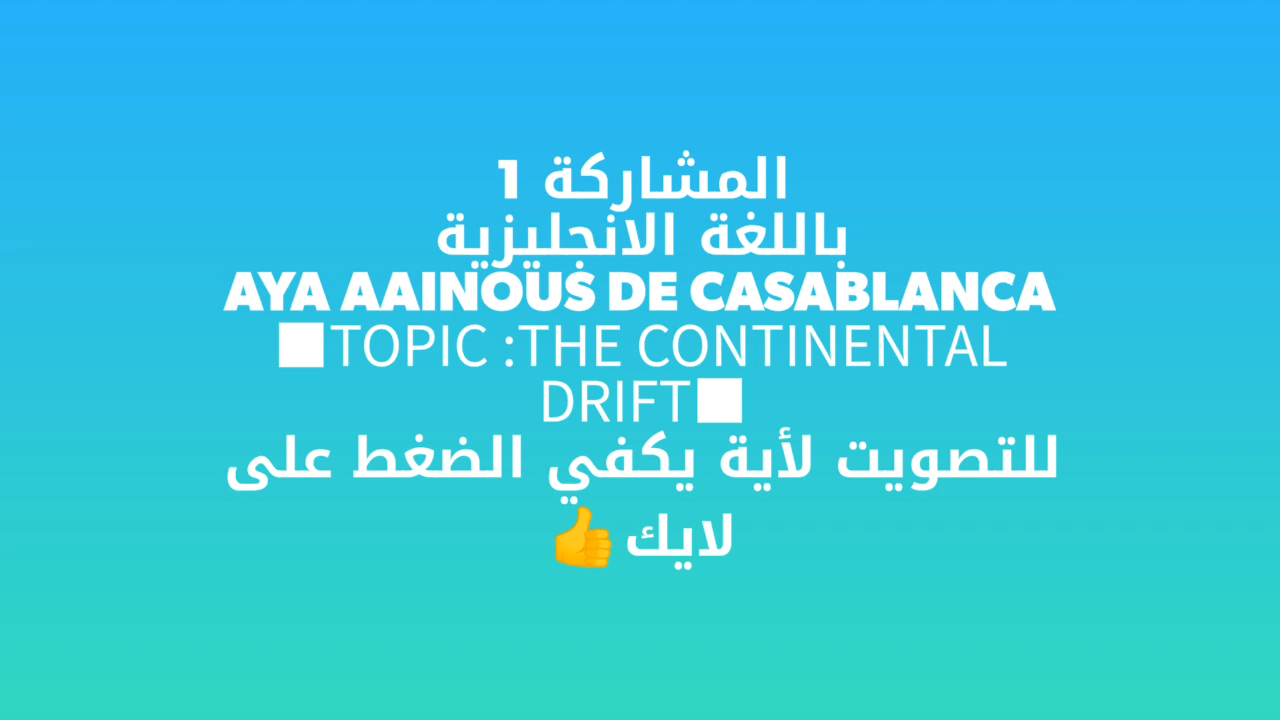 المشاركة 1
باللغة الانجليزية
AYA AAINOUS DE CASABLANCA
■TOPIC :THE CONTINENTAL
DRIFT■
للتصويت لأية يكفي الضغط على
لايك👍